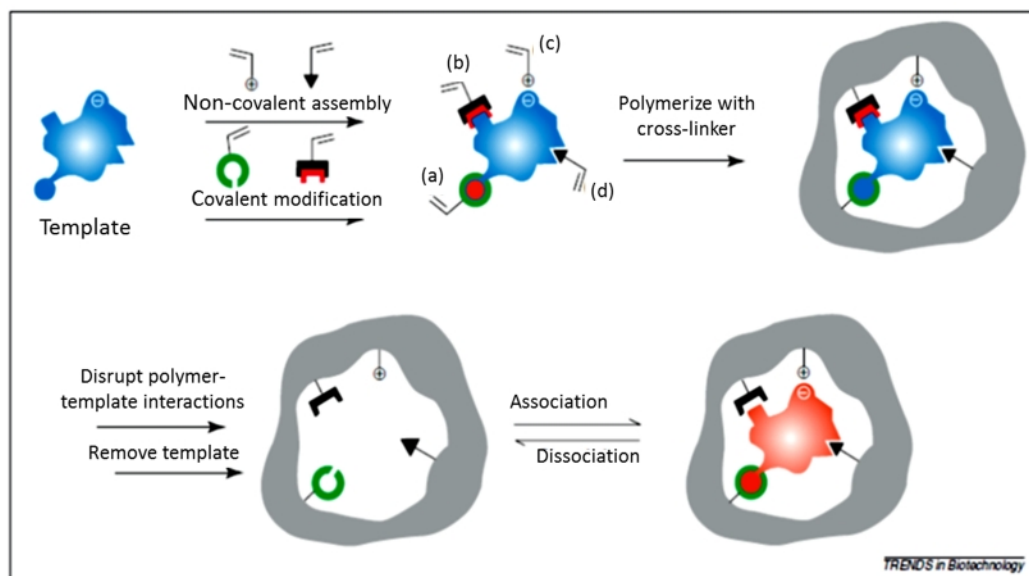 Non-covalent assembly
Covalent modification
Template
(a)
(b)
(c)
(d)
Polymerize with
cross-linker
Disrupt polymer-
template interactions
Remove template
Association
Dissociation
TRENDS in Biotechnology